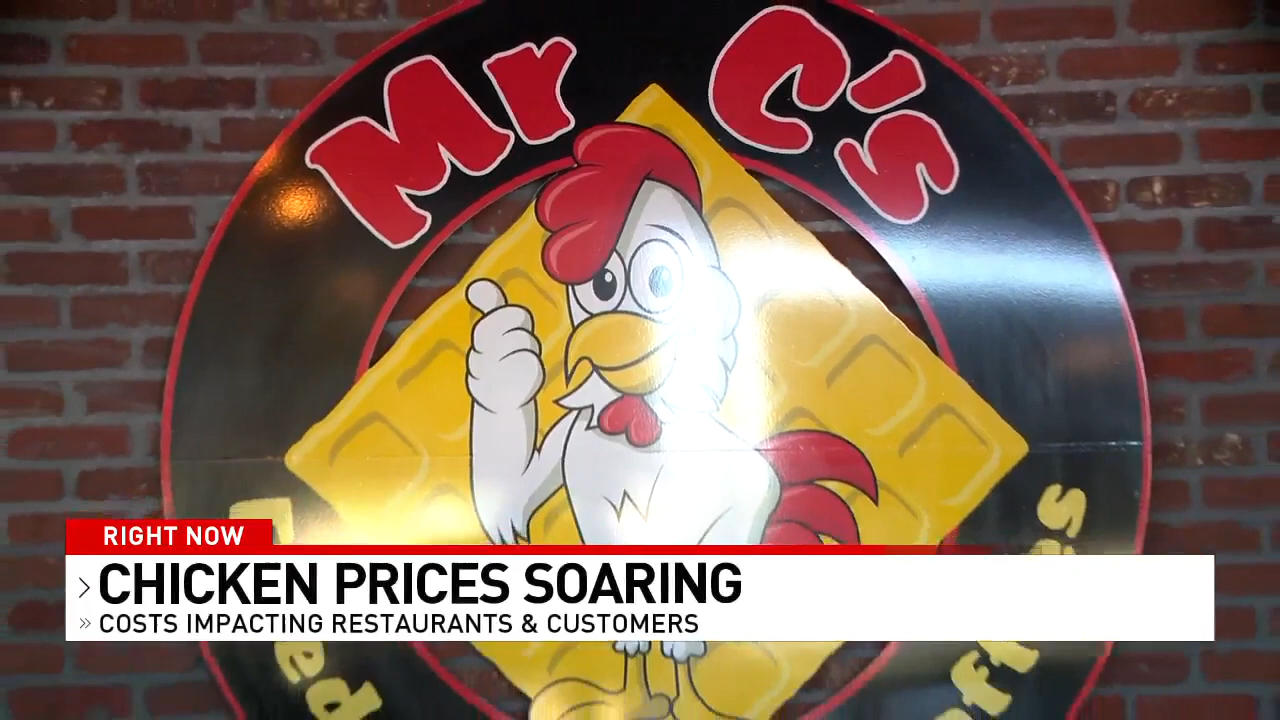 Mr C's
RIGHT NOW
CHICKEN PRICES SOARING
COSTS IMPACTING RESTAURANTS & CUSTOMERS